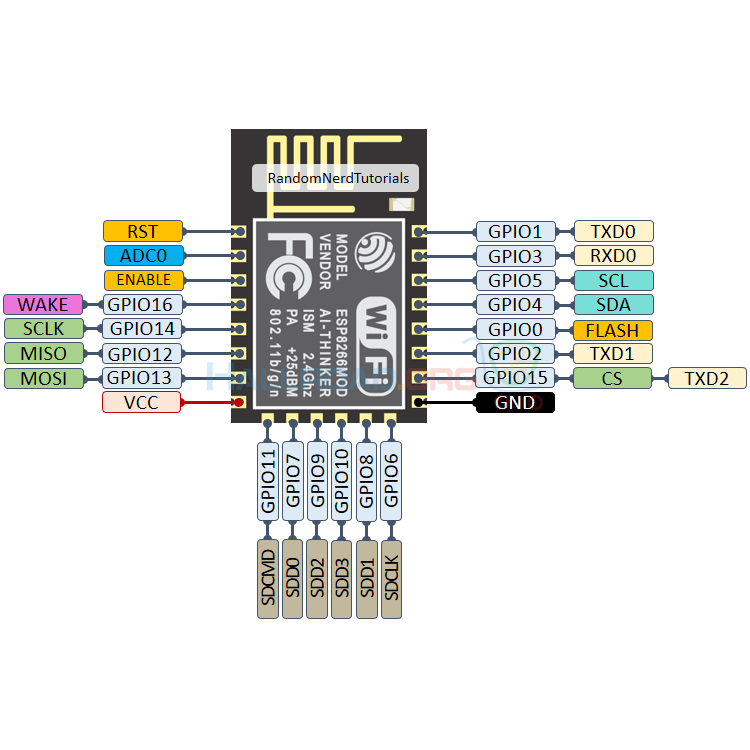 RandomNerdTutorials
RST
ADC0
ENABLE
WAKE GPIO16
SCLK GPIO14
MISO GPIO12
MOSI GPIO13
VCC
GPIO1 TXD0
GPIO3 RXD0
GPIO5 SCL
GPIO4 SDA
GPIO0 FLASH
GPIO2 TXD1
GPIO15 CS TXD2
GND
MODEL ESP8266MOD
VENDOR AI-THINKER
ISM 2.4GHz
PA +25dBM
802.11b/g/n
FC
WiFi
GPIO11 SDCMD
GPIO7 SDD0
GPIO9 SDD2
GPIO10 SDD3
GPIO8 SDD1
GPIO6 SDCLK